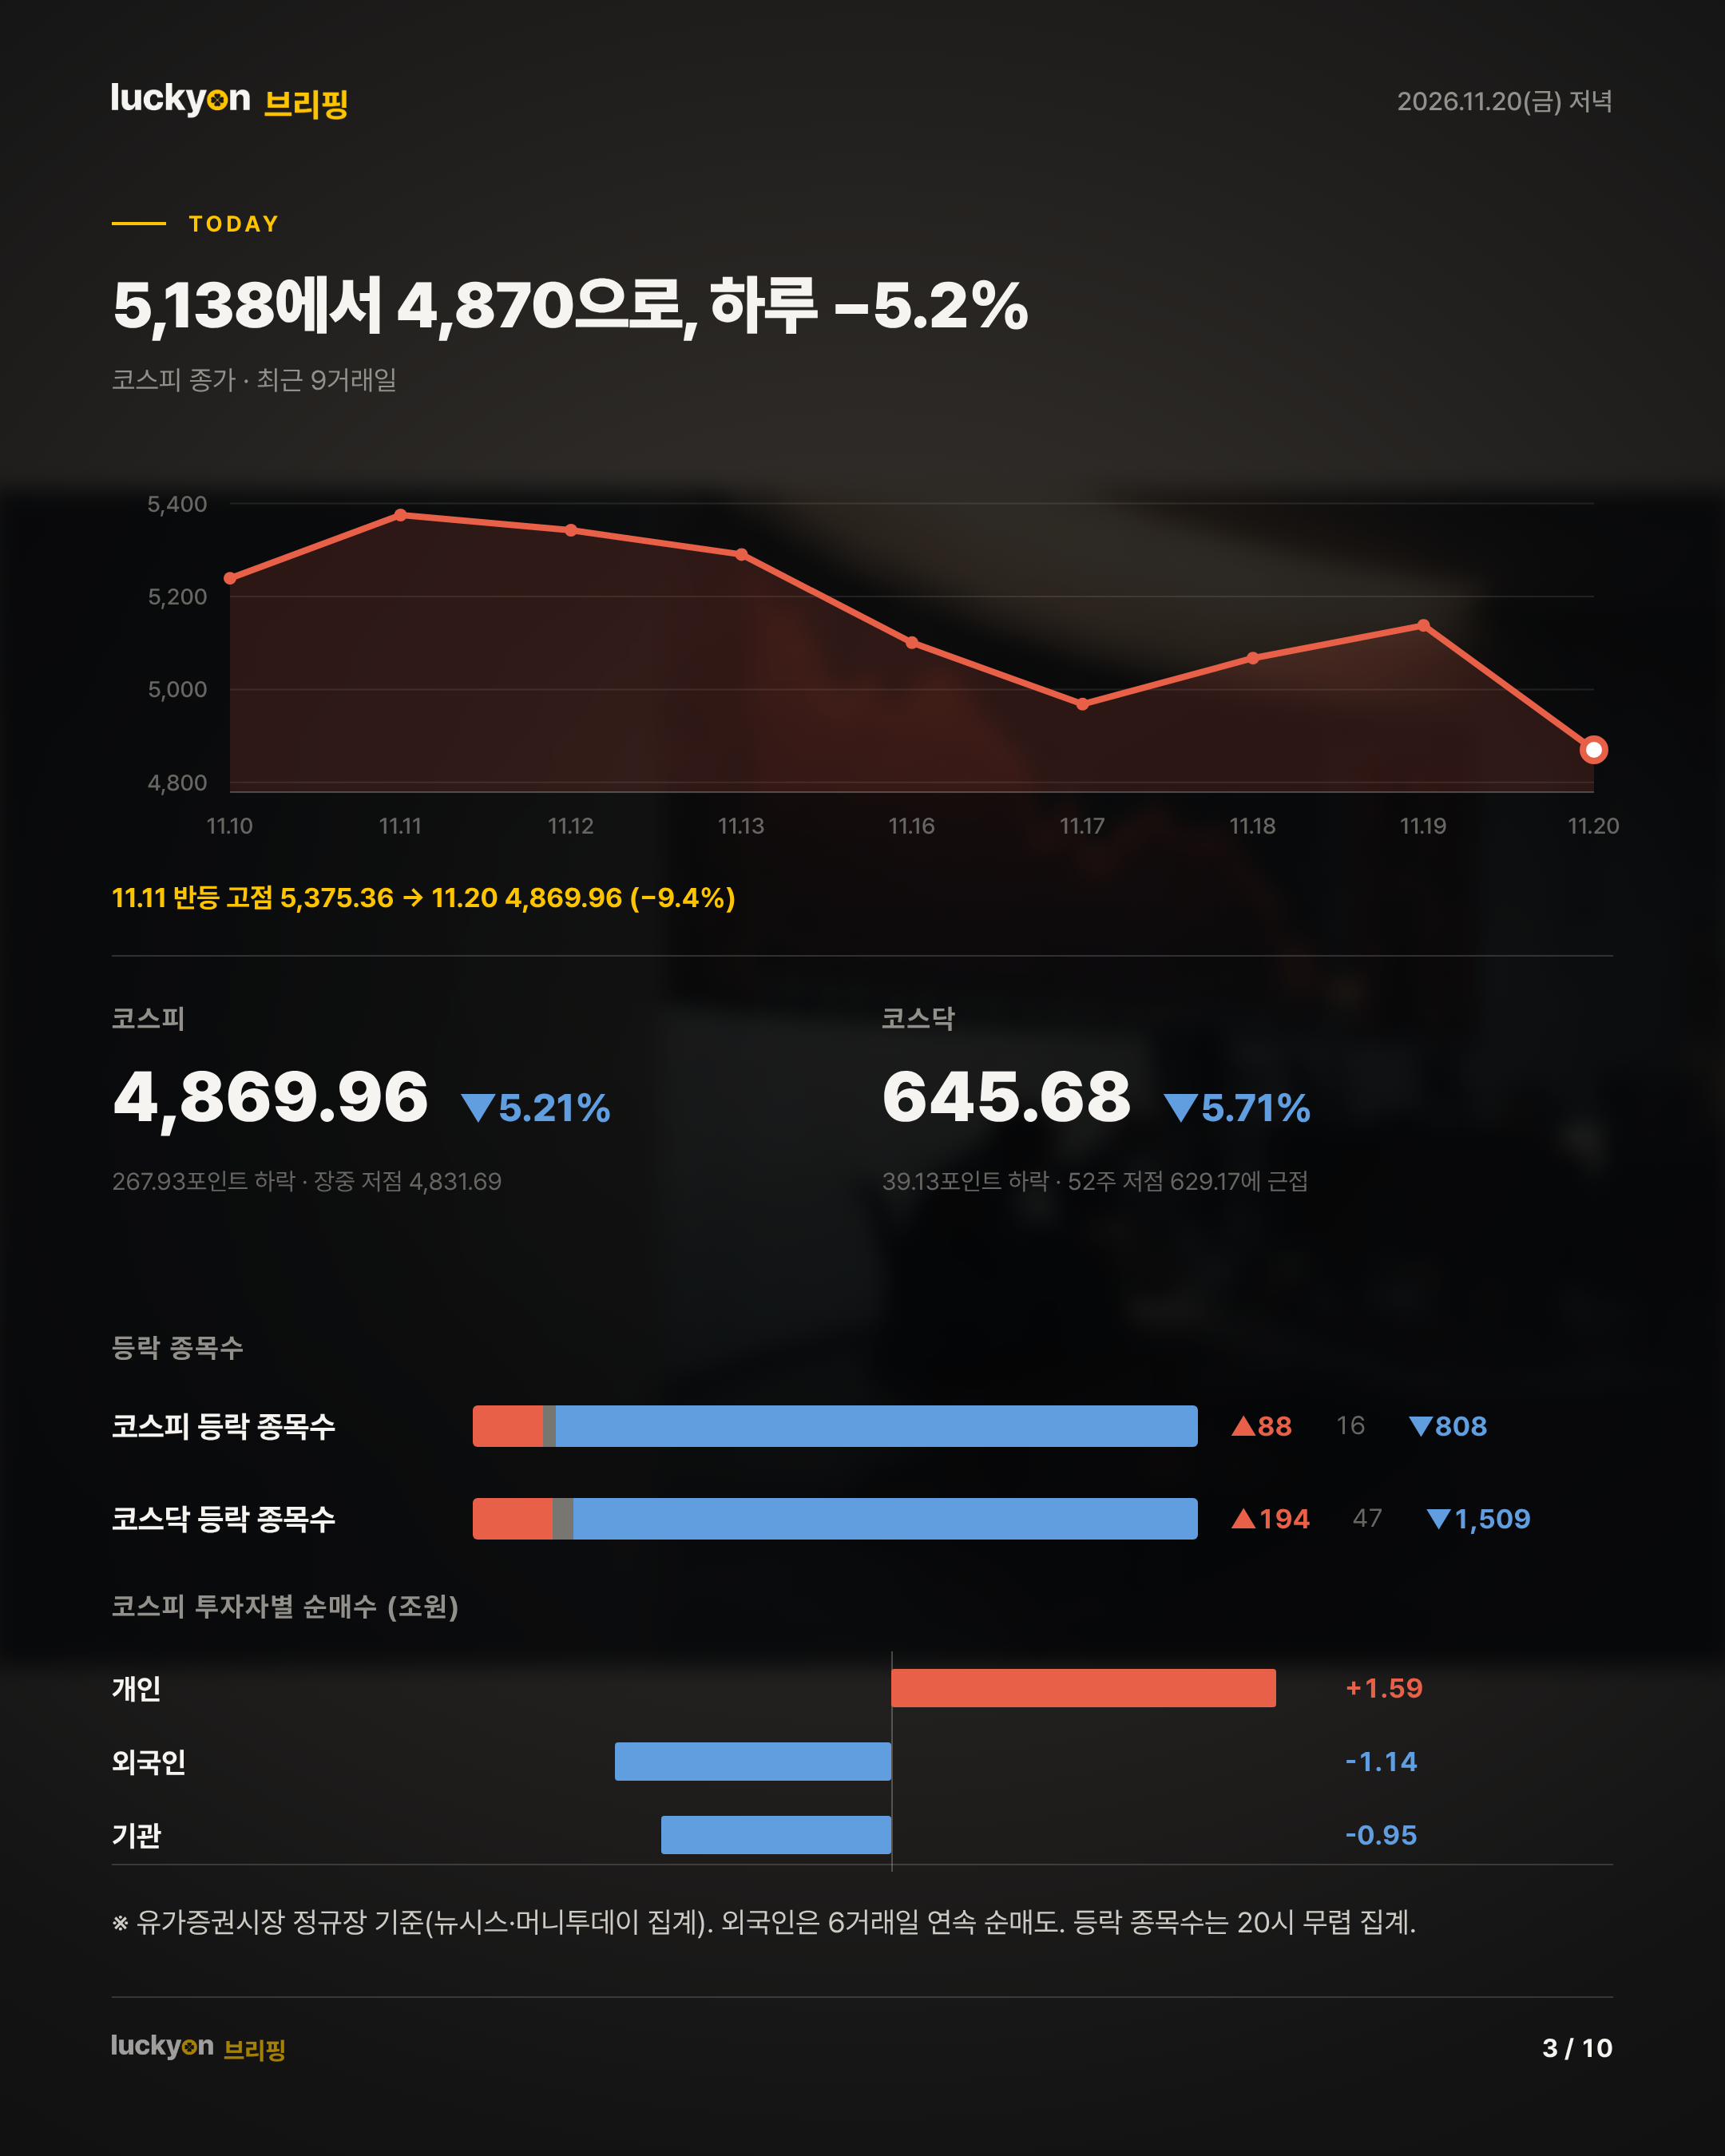 luckyon 브리핑
2026.11.20(금) 저녁
TODAY
5,138에서 4,870으로, 하루 −5.2%
코스피 종가 · 최근 9거래일
5,400
5,200
5,000
4,800
11.10 11.11 11.12 11.13 11.16 11.17 11.18 11.19 11.20
11.11 반등 고점 5,375.36 → 11.20 4,869.96 (−9.4%)
코스피
4,869.96 ▼5.21%
267.93포인트 하락 · 장중 저점 4,831.69
코스닥
645.68 ▼5.71%
39.13포인트 하락 · 52주 저점 629.17에 근접
등락 종목수
코스피 등락 종목수 ▲88 16 ▼808
코스닥 등락 종목수 ▲194 47 ▼1,509
코스피 투자자별 순매수 (조원)
개인 +1.59
외국인 -1.14
기관 -0.95
※ 유가증권시장 정규장 기준(뉴시스·머니투데이 집계). 외국인은 6거래일 연속 순매도. 등락 종목수는 20시 무렵 집계.
luckyon 브리핑
3 / 10